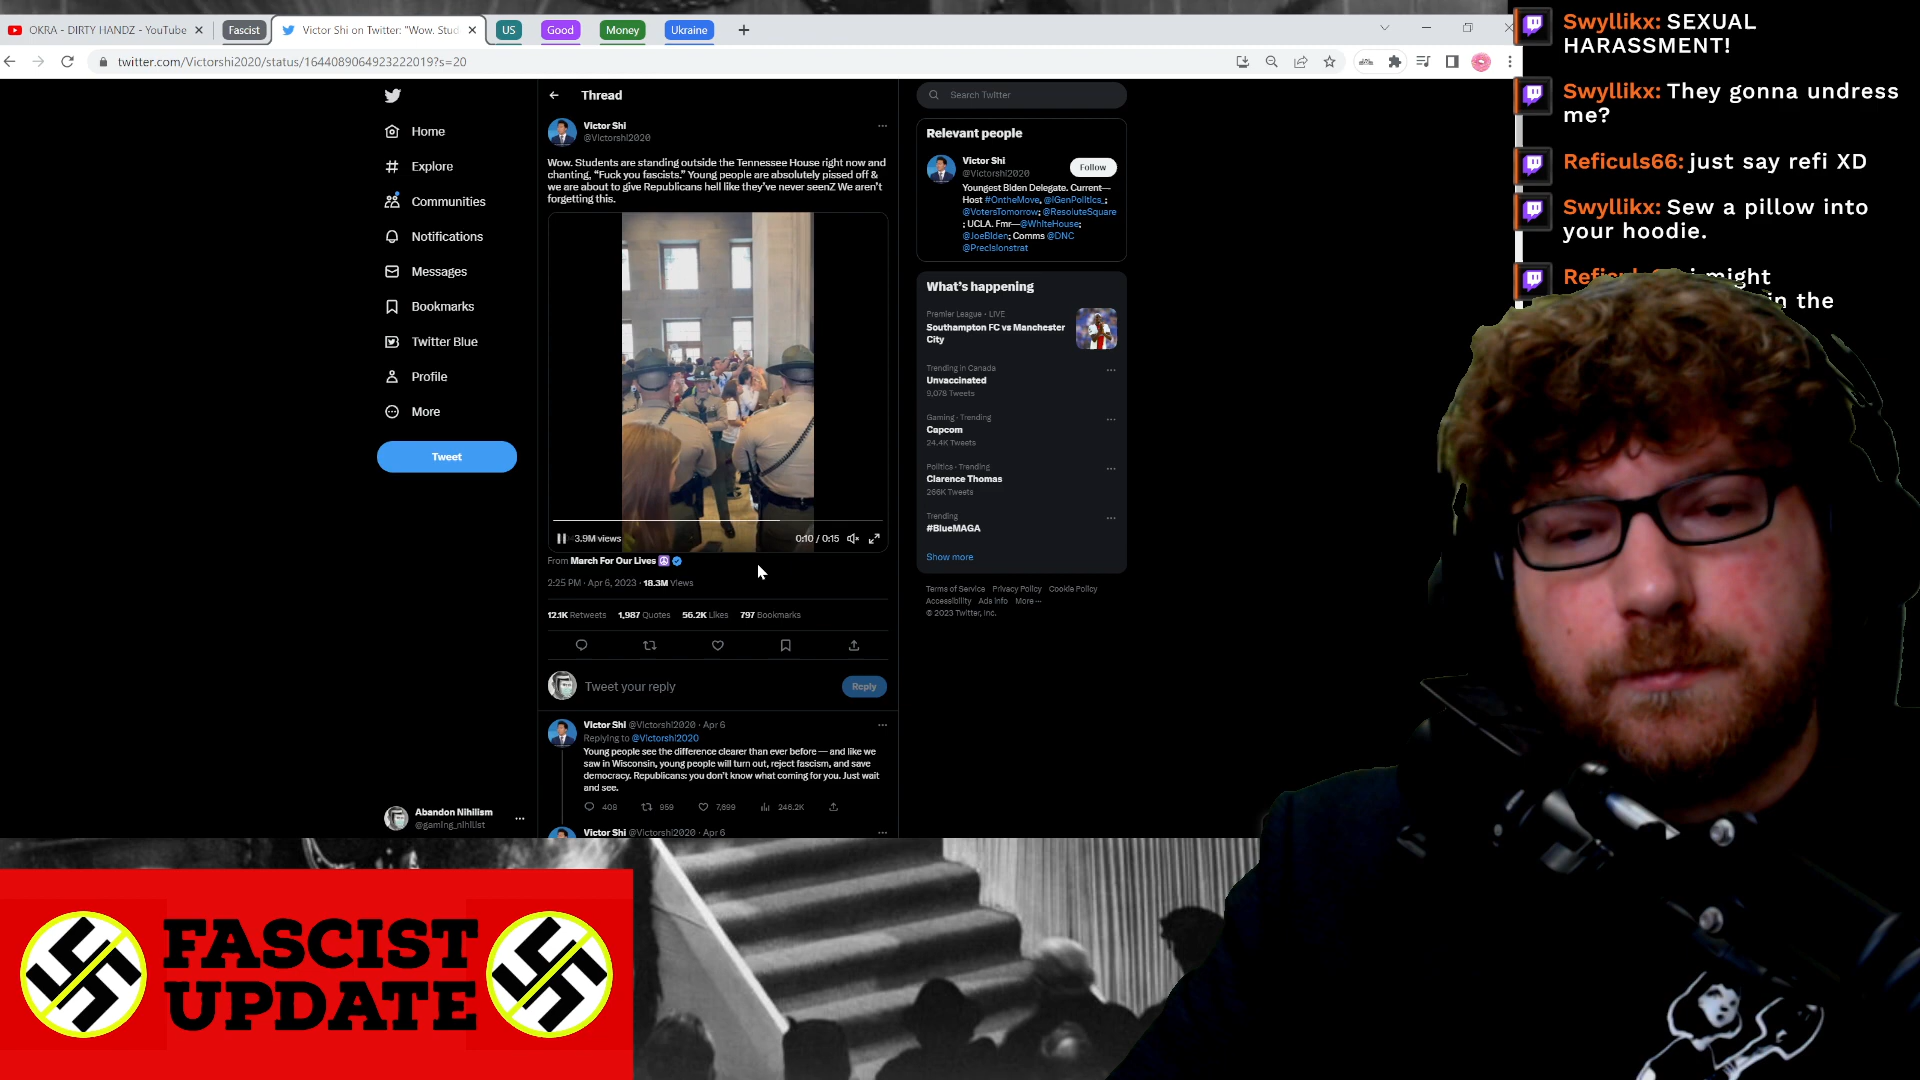 OKRA - DIRTY HANDZ - YouTube
Fascist
Victor Shi on Twitter: "Wow. Stud
US
Good
Money
Ukraine
twitter.com/Victorshi2020/status/1644089064923222019?s=20
Home
Explore
Communities
Notifications
Messages
Bookmarks
Twitter Blue
Profile
More
Tweet
Abandon Nihilism
@gaming_nihilist
Thread
Victor Shi
@Victorshi2020
Wow. Students are standing outside the Tennessee House right now and
chanting, “Fuck you fascists.” Young people are absolutely pissed off &
we are about to give Republicans hell like they’ve never seenZ We aren’t
forgetting this.
3.9M views
0:10 / 0:15
From March For Our Lives
2:25 PM · Apr 6, 2023 · 18.3M Views
12.1K Retweets 1,987 Quotes 56.2K Likes 797 Bookmarks
Tweet your reply
Reply
Victor Shi @Victorshi2020 · Apr 6
Replying to @Victorshi2020
Young people see the difference clearer than ever before — and like we
saw in Wisconsin, young people will turn out, reject fascism, and save
democracy. Republicans: you don’t know what coming for you. Just wait
and see.
408 959 7,699 246.2K
Victor Shi @Victorshi2020 · Apr 6
Search Twitter
Relevant people
Victor Shi
@Victorshi2020
Follow
Youngest Biden Delegate. Current—
Host #OntheMove, @iGenPolitics_;
@VotersTomorrow; @ResoluteSquare
; UCLA. Fmr—@WhiteHouse;
@JoeBiden; Comms @DNC
@Precisionstrat
What’s happening
Premier League · LIVE
Southampton FC vs Manchester
City
Trending in Canada
Unvaccinated
9,078 Tweets
Gaming · Trending
Capcom
24.4K Tweets
Politics · Trending
Clarence Thomas
266K Tweets
Trending
#BlueMAGA
Show more
Terms of Service Privacy Policy Cookie Policy
Accessibility Ads info More ···
© 2023 Twitter, Inc.
Swyllikx: SEXUAL
HARASSMENT!
Swyllikx: They gonna undress
me?
Reficuls66: just say refi XD
Swyllikx: Sew a pillow into
your hoodie.
might
in the
FASCIST
UPDATE